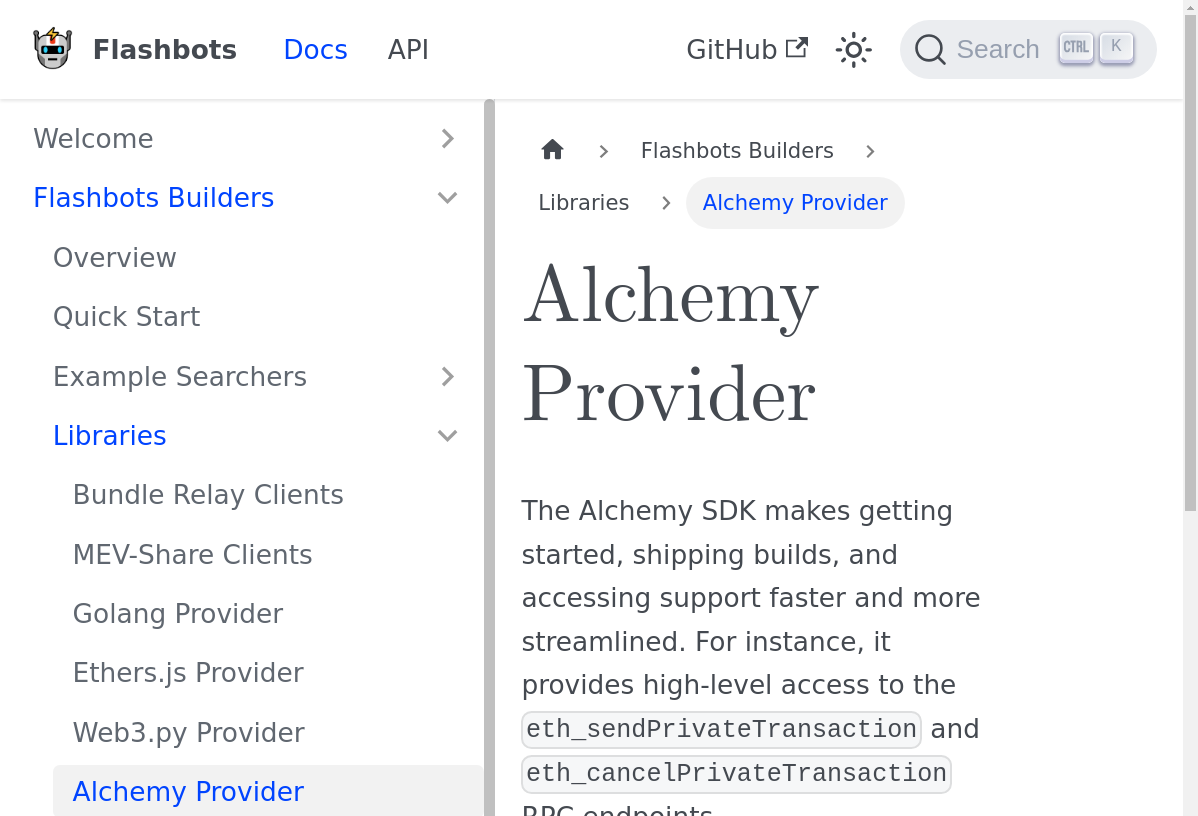 Flashbots Docs API GitHub Search CTRL K
Welcome
Flashbots Builders
Overview
Quick Start
Example Searchers
Libraries
Bundle Relay Clients
MEV-Share Clients
Golang Provider
Ethers.js Provider
Web3.py Provider
Alchemy Provider
Flashbots Builders
Libraries Alchemy Provider
Alchemy
Provider
The Alchemy SDK makes getting
started, shipping builds, and
accessing support faster and more
streamlined. For instance, it
provides high-level access to the
eth_sendPrivateTransaction and
eth_cancelPrivateTransaction
RPC endpoints